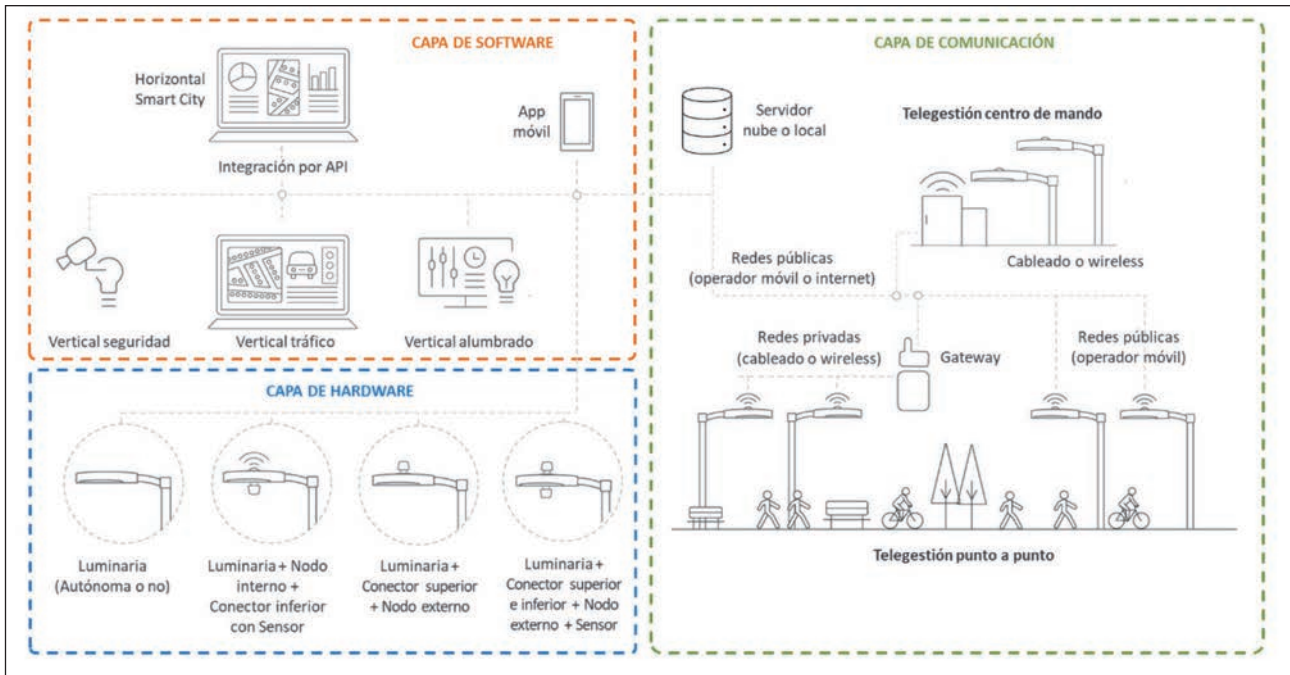 CAPA DE SOFTWARE
Horizontal
Smart City
App
móvil
Integración por API
Vertical seguridad
Vertical tráfico
Vertical alumbrado
CAPA DE HARDWARE
Luminaria
(Autónoma o no)
Luminaria + Nodo
interno +
Conector inferior
con Sensor
Luminaria +
Conector superior
+ Nodo externo
Luminaria +
Conector superior
e inferior + Nodo
externo + Sensor
CAPA DE COMUNICACIÓN
Servidor
nube o local
Telegestión centro de mando
Redes públicas
(operador móvil o internet)
Cableado o wireless
Redes privadas
(cableado o wireless)
Gateway
Redes públicas
(operador móvil)
Telegestión punto a punto